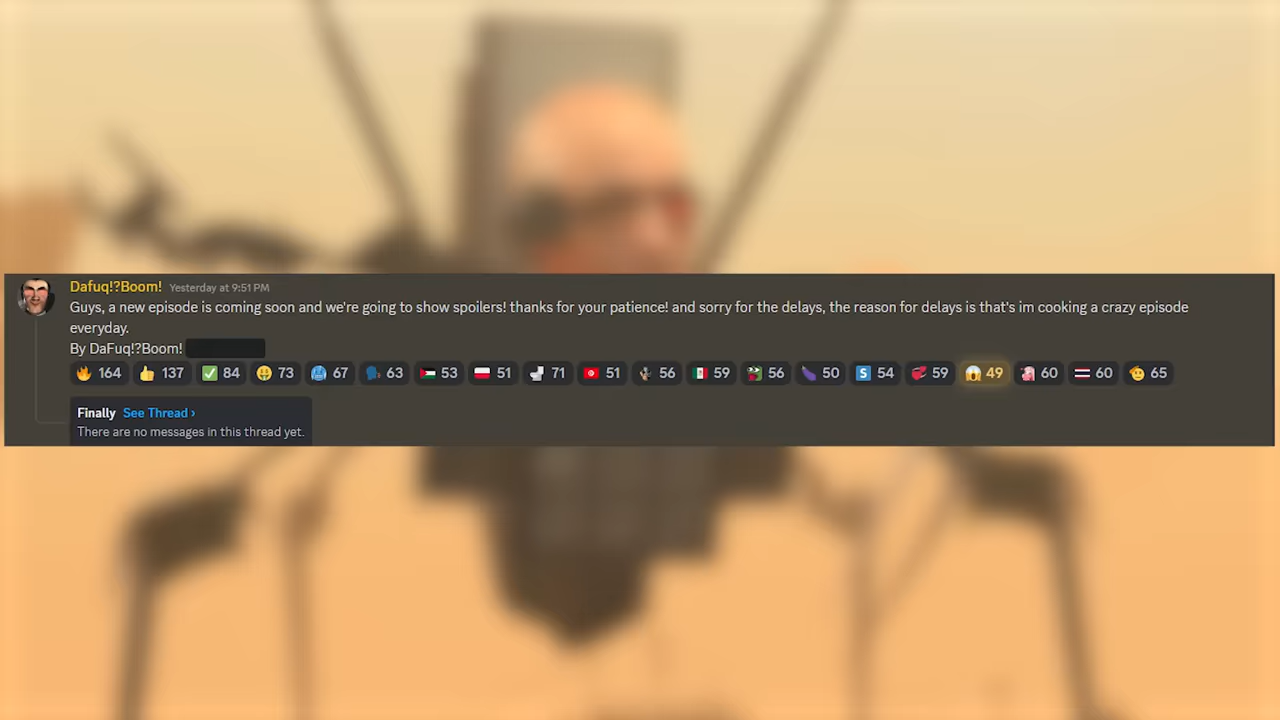 Dafuq!?Boom! Yesterday at 9:51 PM
Guys, a new episode is coming soon and we're going to show spoilers! thanks for your patience! and sorry for the delays, the reason for delays is that's im cooking a crazy episode
everyday.
By DaFuq!?Boom!
164 137 84 73 67 63 53 51 71 51 56 59 56 50 S 54 59 49 60 60 65
Finally See Thread ›
There are no messages in this thread yet.